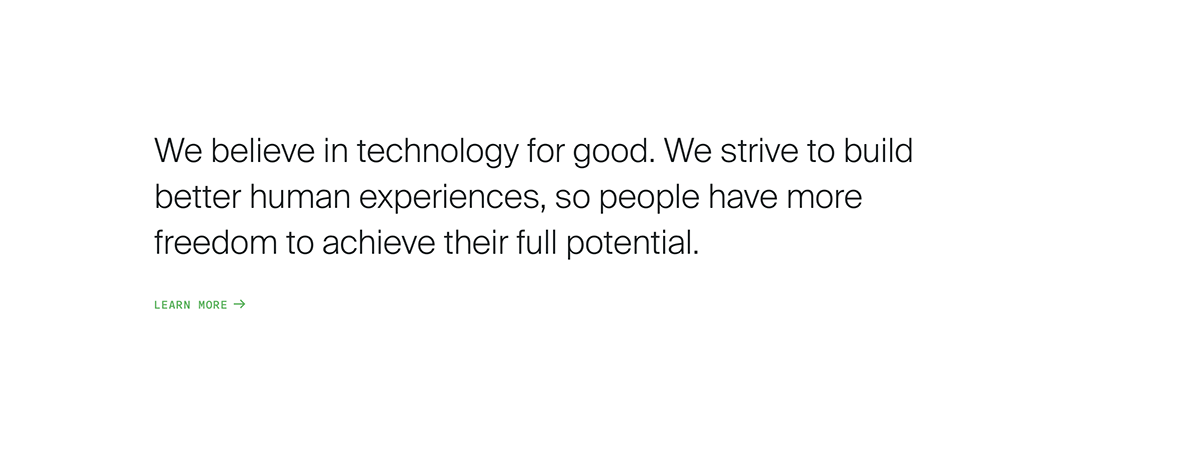 We believe in technology for good. We strive to build
better human experiences, so people have more
freedom to achieve their full potential.
LEARN MORE →